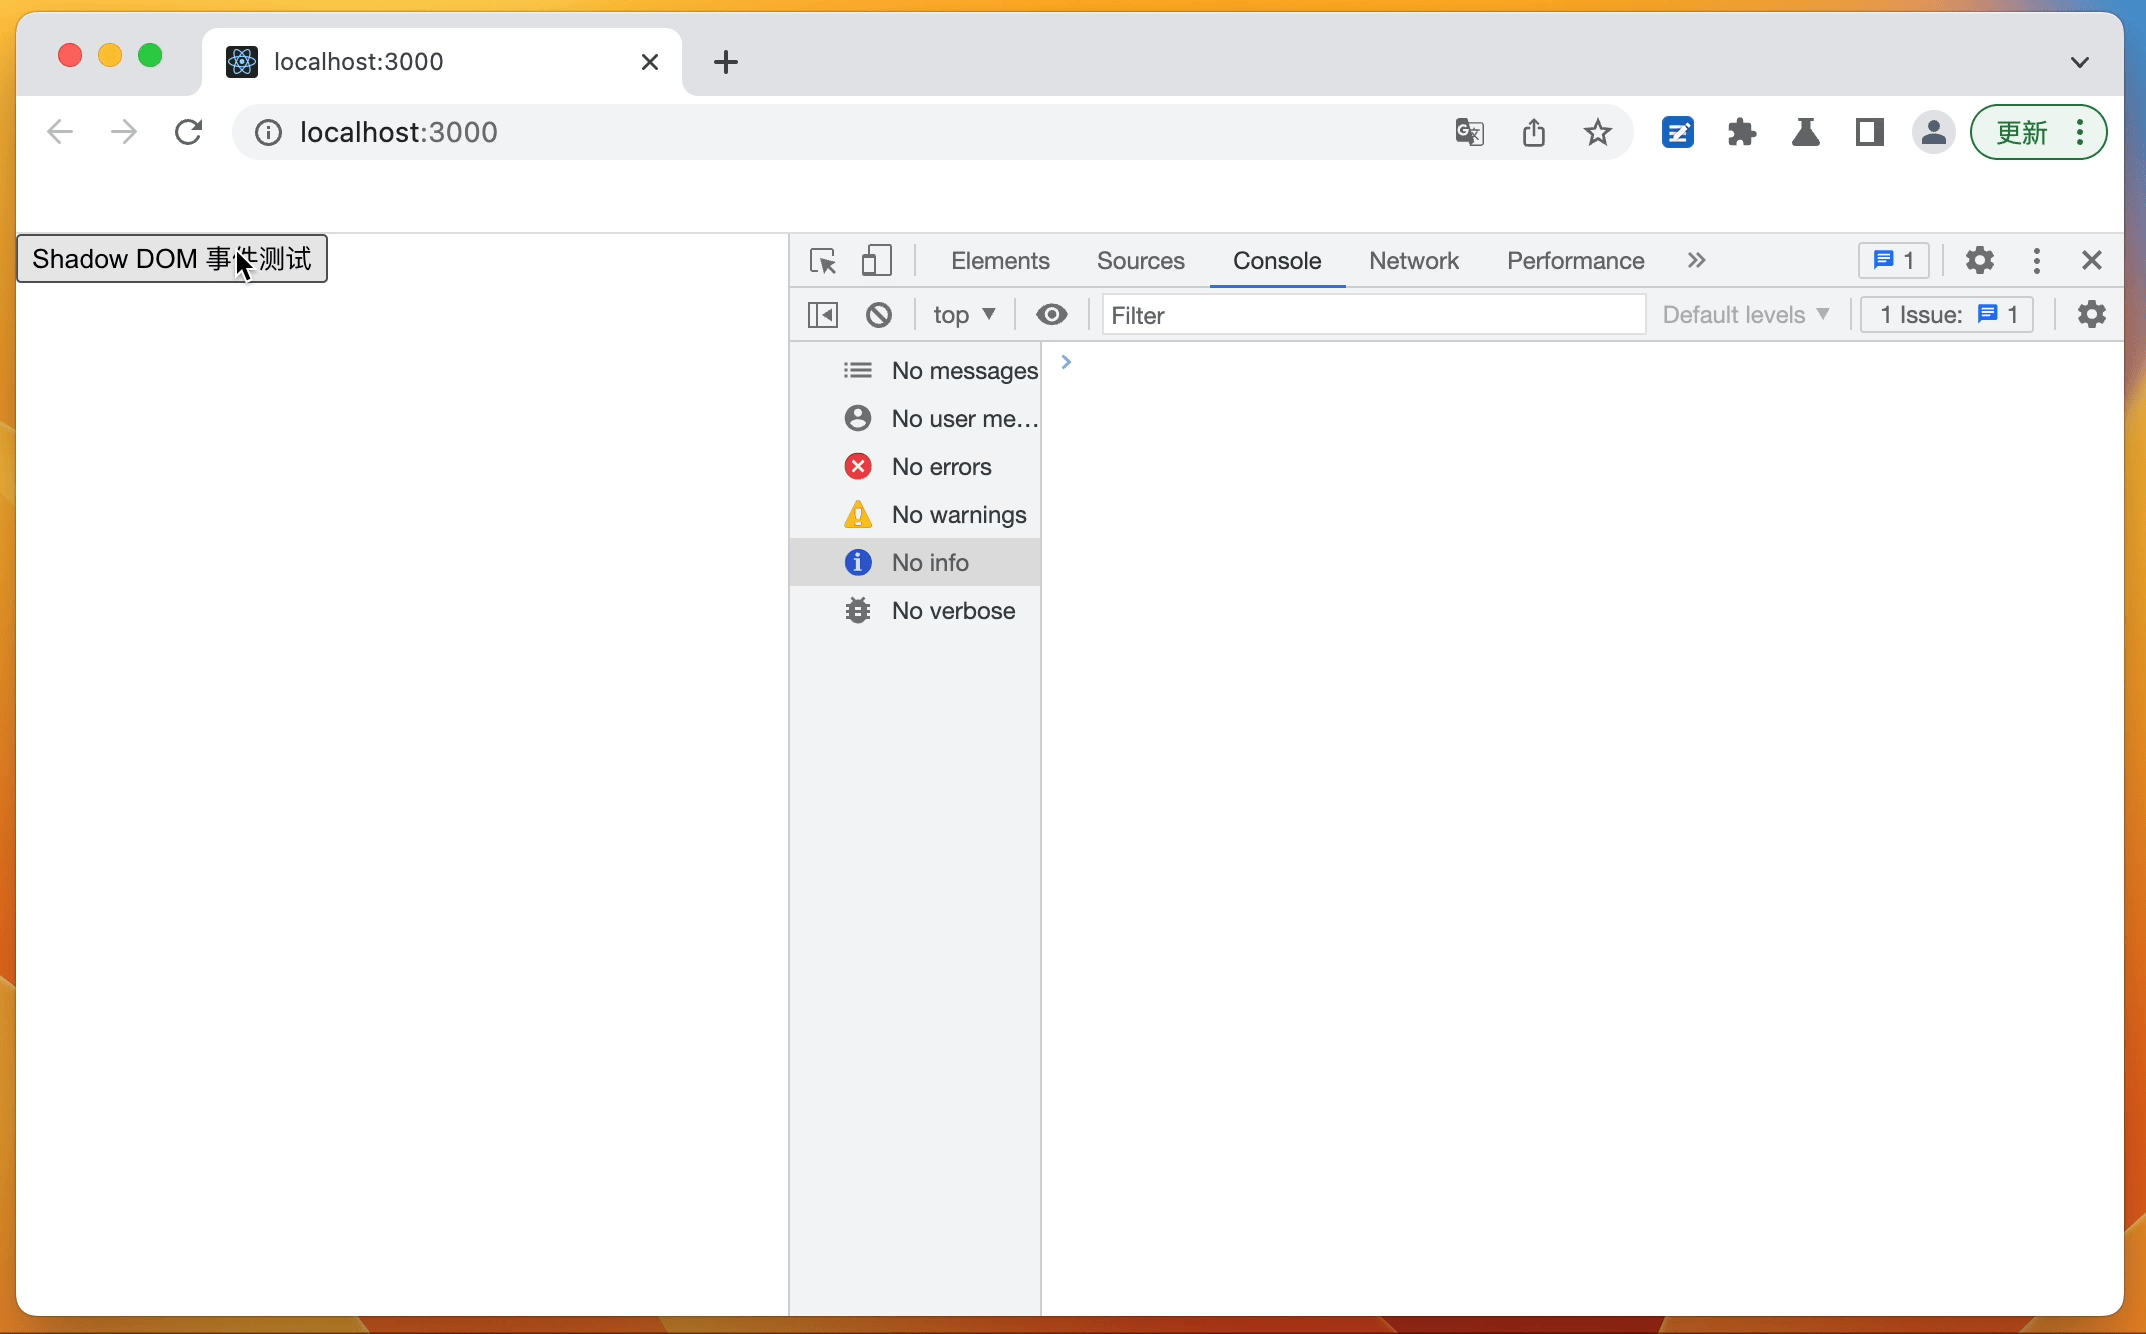 localhost:3000
localhost:3000
更新
Shadow DOM 事件测试
Elements Sources Console Network Performance 1
top Filter Default levels 1 Issue: 1
No messages
No user me…
No errors
No warnings
No info
No verbose